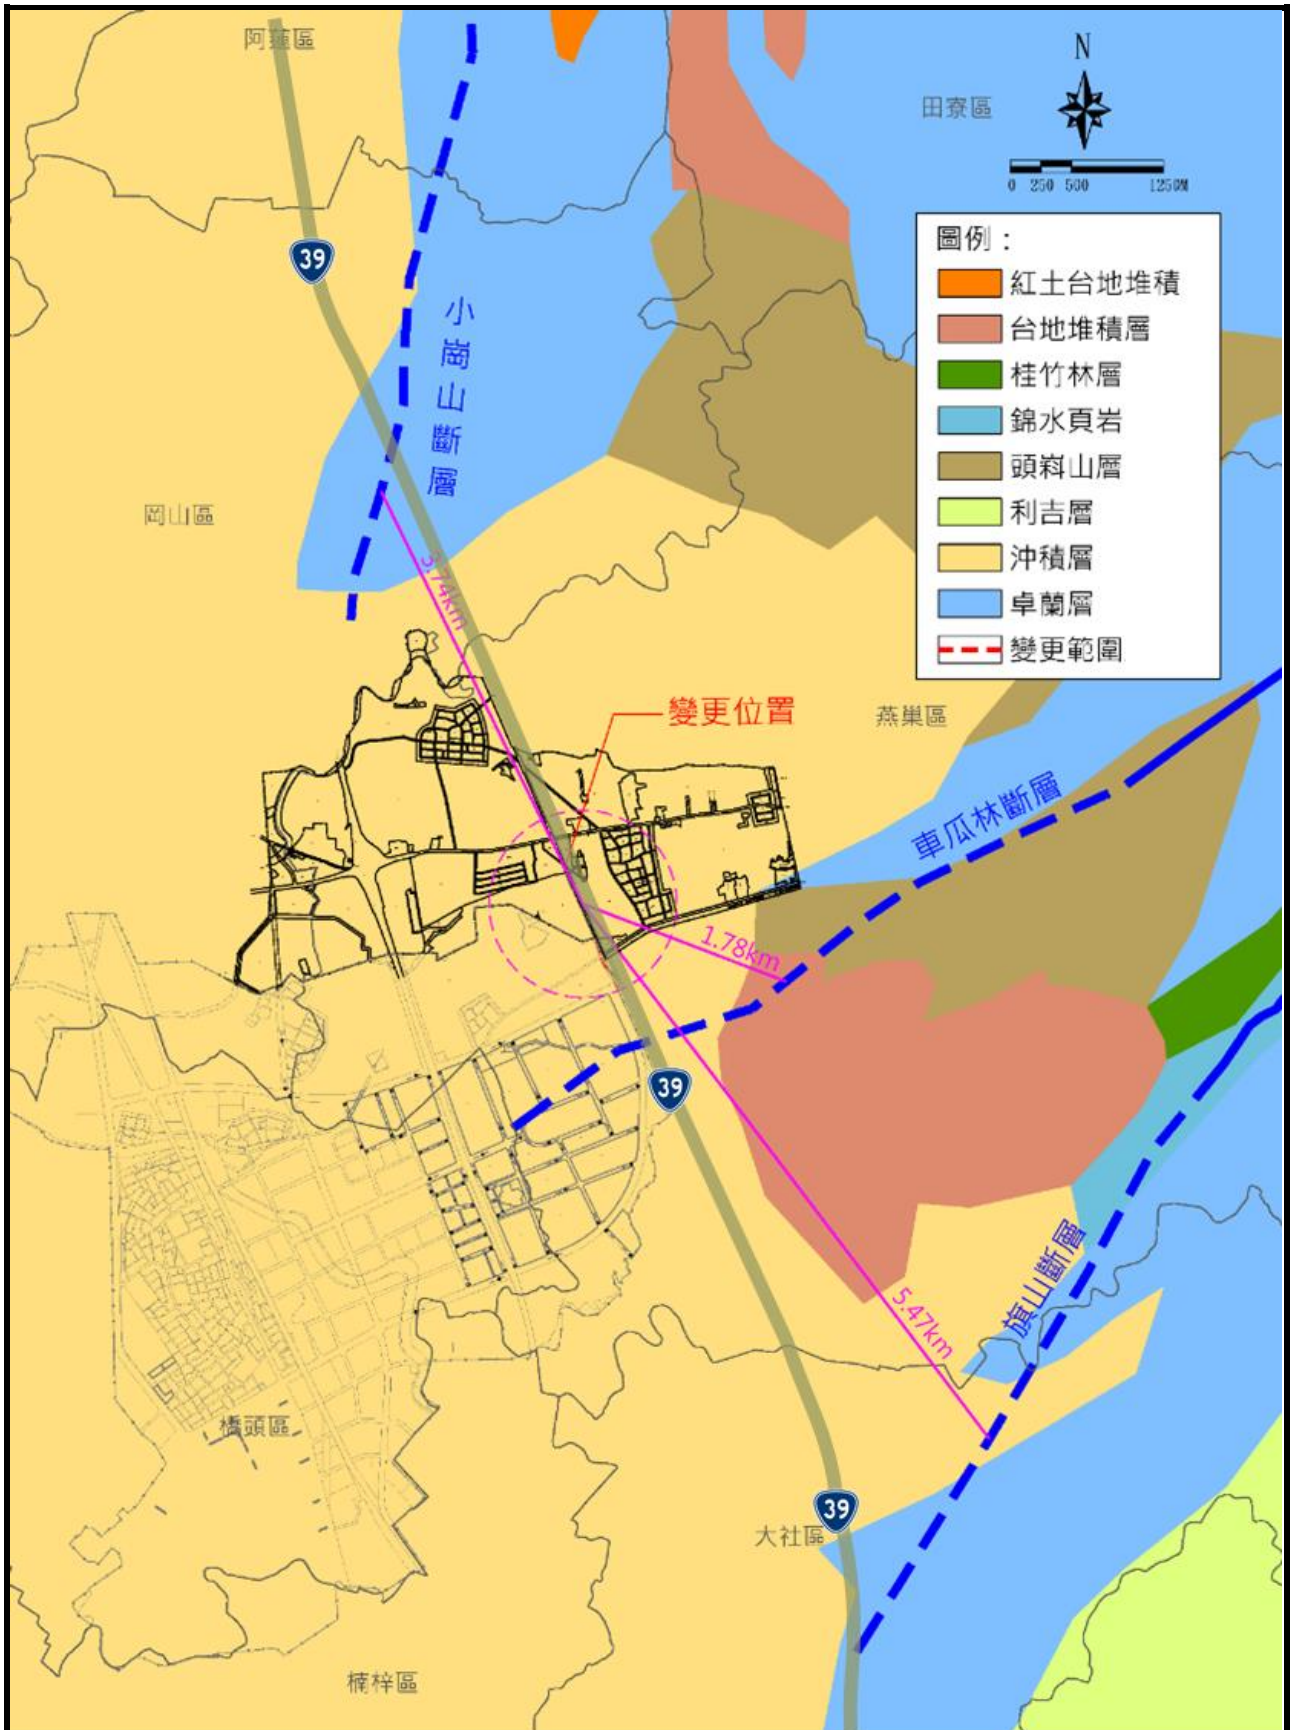 阿蓮區
田寮區
N
0 250 500 1250M
39
圖例：
紅土台地堆積
台地堆積層
桂竹林層
錦水頁岩
頭嵙山層
利吉層
沖積層
卓蘭層
變更範圍
小崗山斷層
岡山區
3.74km
變更位置
燕巢區
車瓜林斷層
1.78km
39
旗山斷層
5.47km
橋頭區
39
大社區
楠梓區